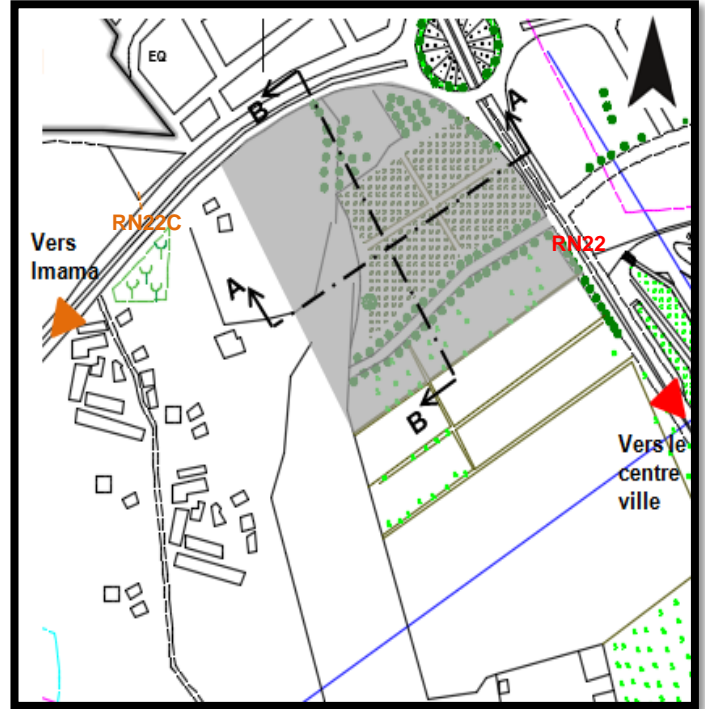 EQ
B
A
RN22C
RN22
Vers
Imama
A
B
Vers le
centre
ville